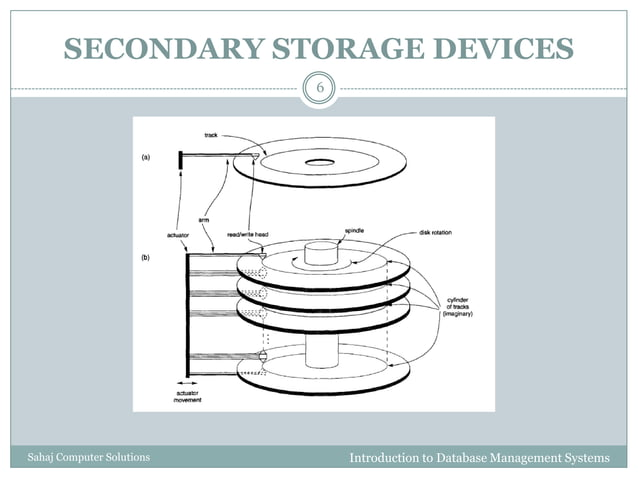 SECONDARY STORAGE DEVICES
6
track
(a)
arm
actuator
read/write head
spindle
disk rotation
(b)
cylinder
of tracks
(imaginary)
actuator
movement
Sahaj Computer Solutions
Introduction to Database Management Systems